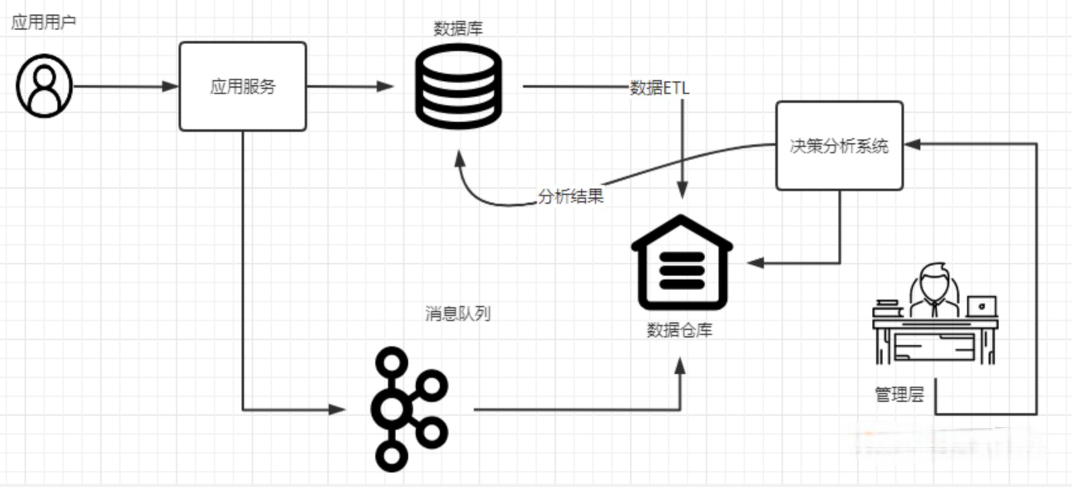 应用用户
数据库
应用服务
数据ETL
决策分析系统
分析结果
消息队列
数据仓库
管理层